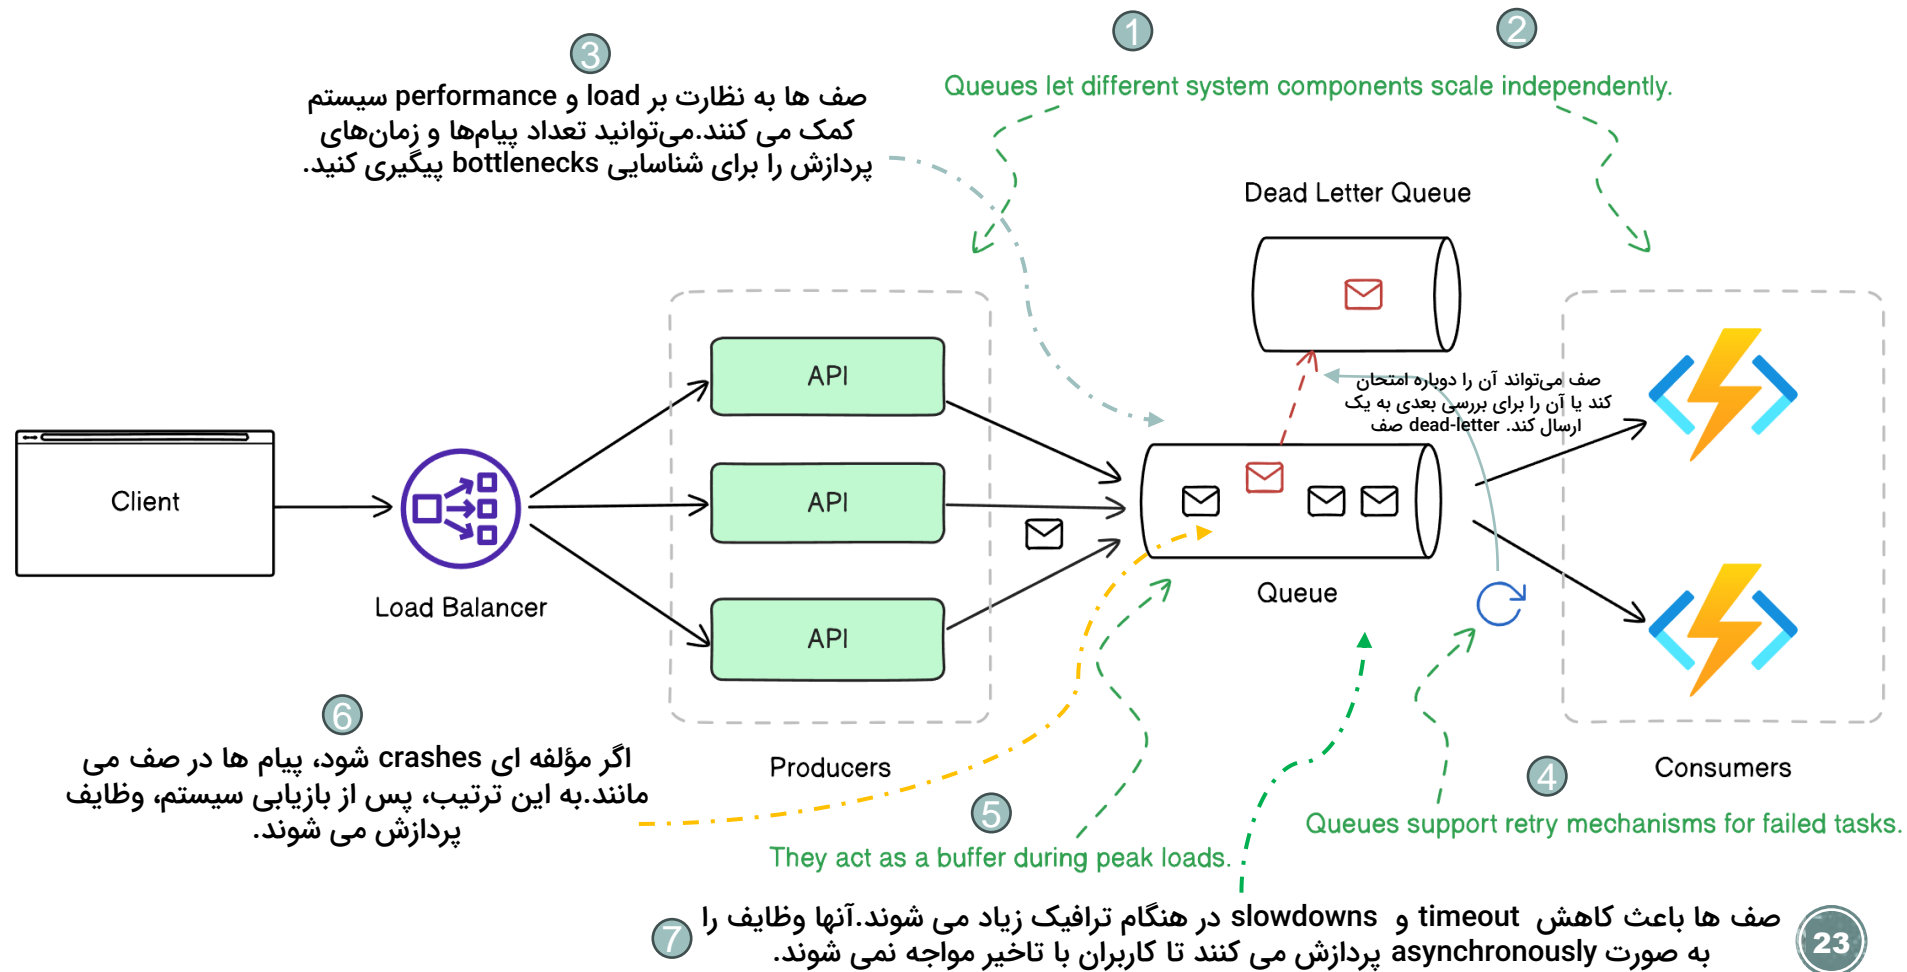 1
2
3
Queues let different system components scale independently.
صف ها به نظارت بر load و performance سیستم
کمک می کنند.می‌توانید تعداد پیام‌ها و زمان‌های
پردازش را برای شناسایی bottlenecks پیگیری کنید.
Dead Letter Queue
صف می‌تواند آن را دوباره امتحان
کند یا آن را برای بررسی بعدی به یک
ارسال کند. dead-letter صف
API
Client
API
Load Balancer
Queue
API
6
اگر مؤلفه ای crashes شود، پیام ها در صف می
مانند.به این ترتیب، پس از بازیابی سیستم، وظایف
پردازش می شوند.
Producers
Consumers
4
5
Queues support retry mechanisms for failed tasks.
They act as a buffer during peak loads.
7
صف ها باعث کاهش timeout و slowdowns در هنگام ترافیک زیاد می شوند.آنها وظایف را
به صورت asynchronously پردازش می کنند تا کاربران با تاخیر مواجه نمی شوند.
23